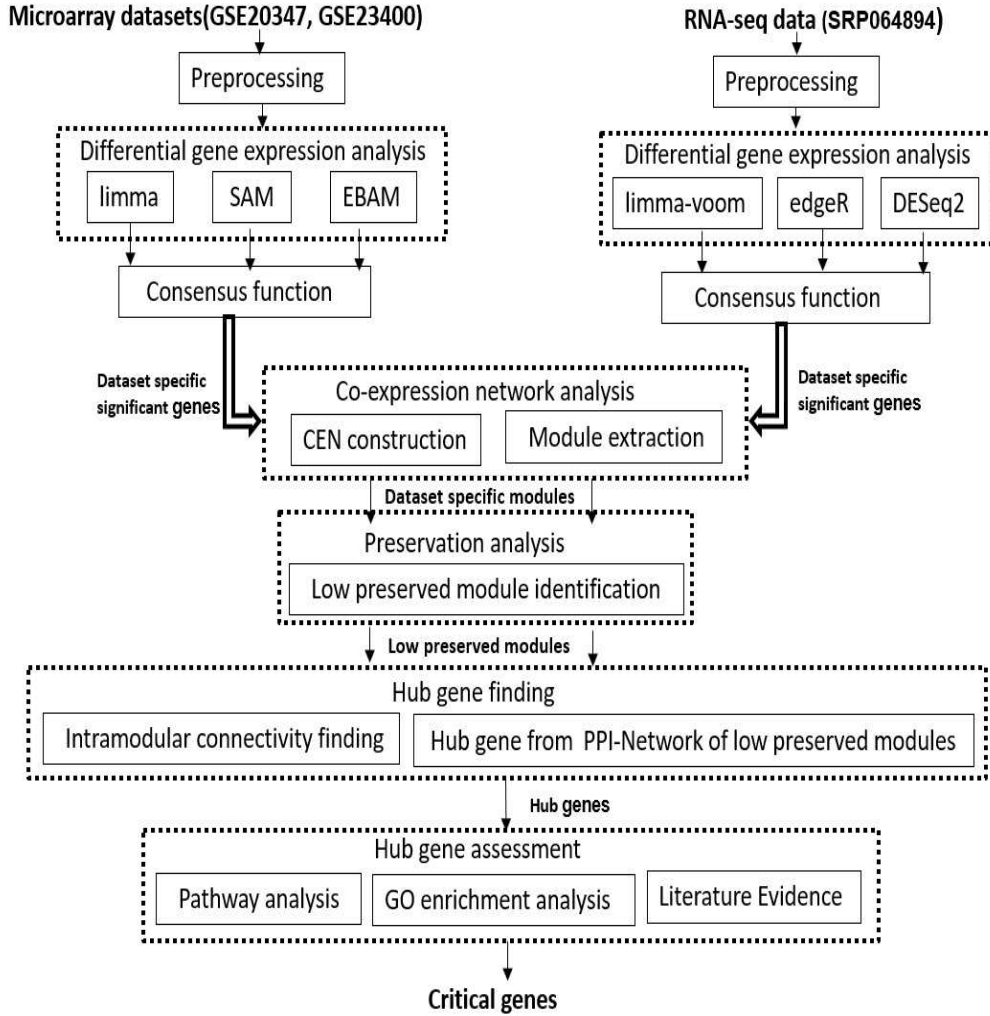 Microarray datasets(GSE20347, GSE23400)
RNA-seq data (SRP064894)
Preprocessing
Preprocessing
Differential gene expression analysis
limma
SAM
EBAM
Differential gene expression analysis
limma-voom
edgeR
DESeq2
Consensus function
Consensus function
Dataset specific
significant genes
Dataset specific
significant genes
Co-expression network analysis
CEN construction
Module extraction
Dataset specific modules
Preservation analysis
Low preserved module identification
Low preserved modules
Hub gene finding
Intramodular connectivity finding
Hub gene from PPI-Network of low preserved modules
Hub genes
Hub gene assessment
Pathway analysis
GO enrichment analysis
Literature Evidence
Critical genes